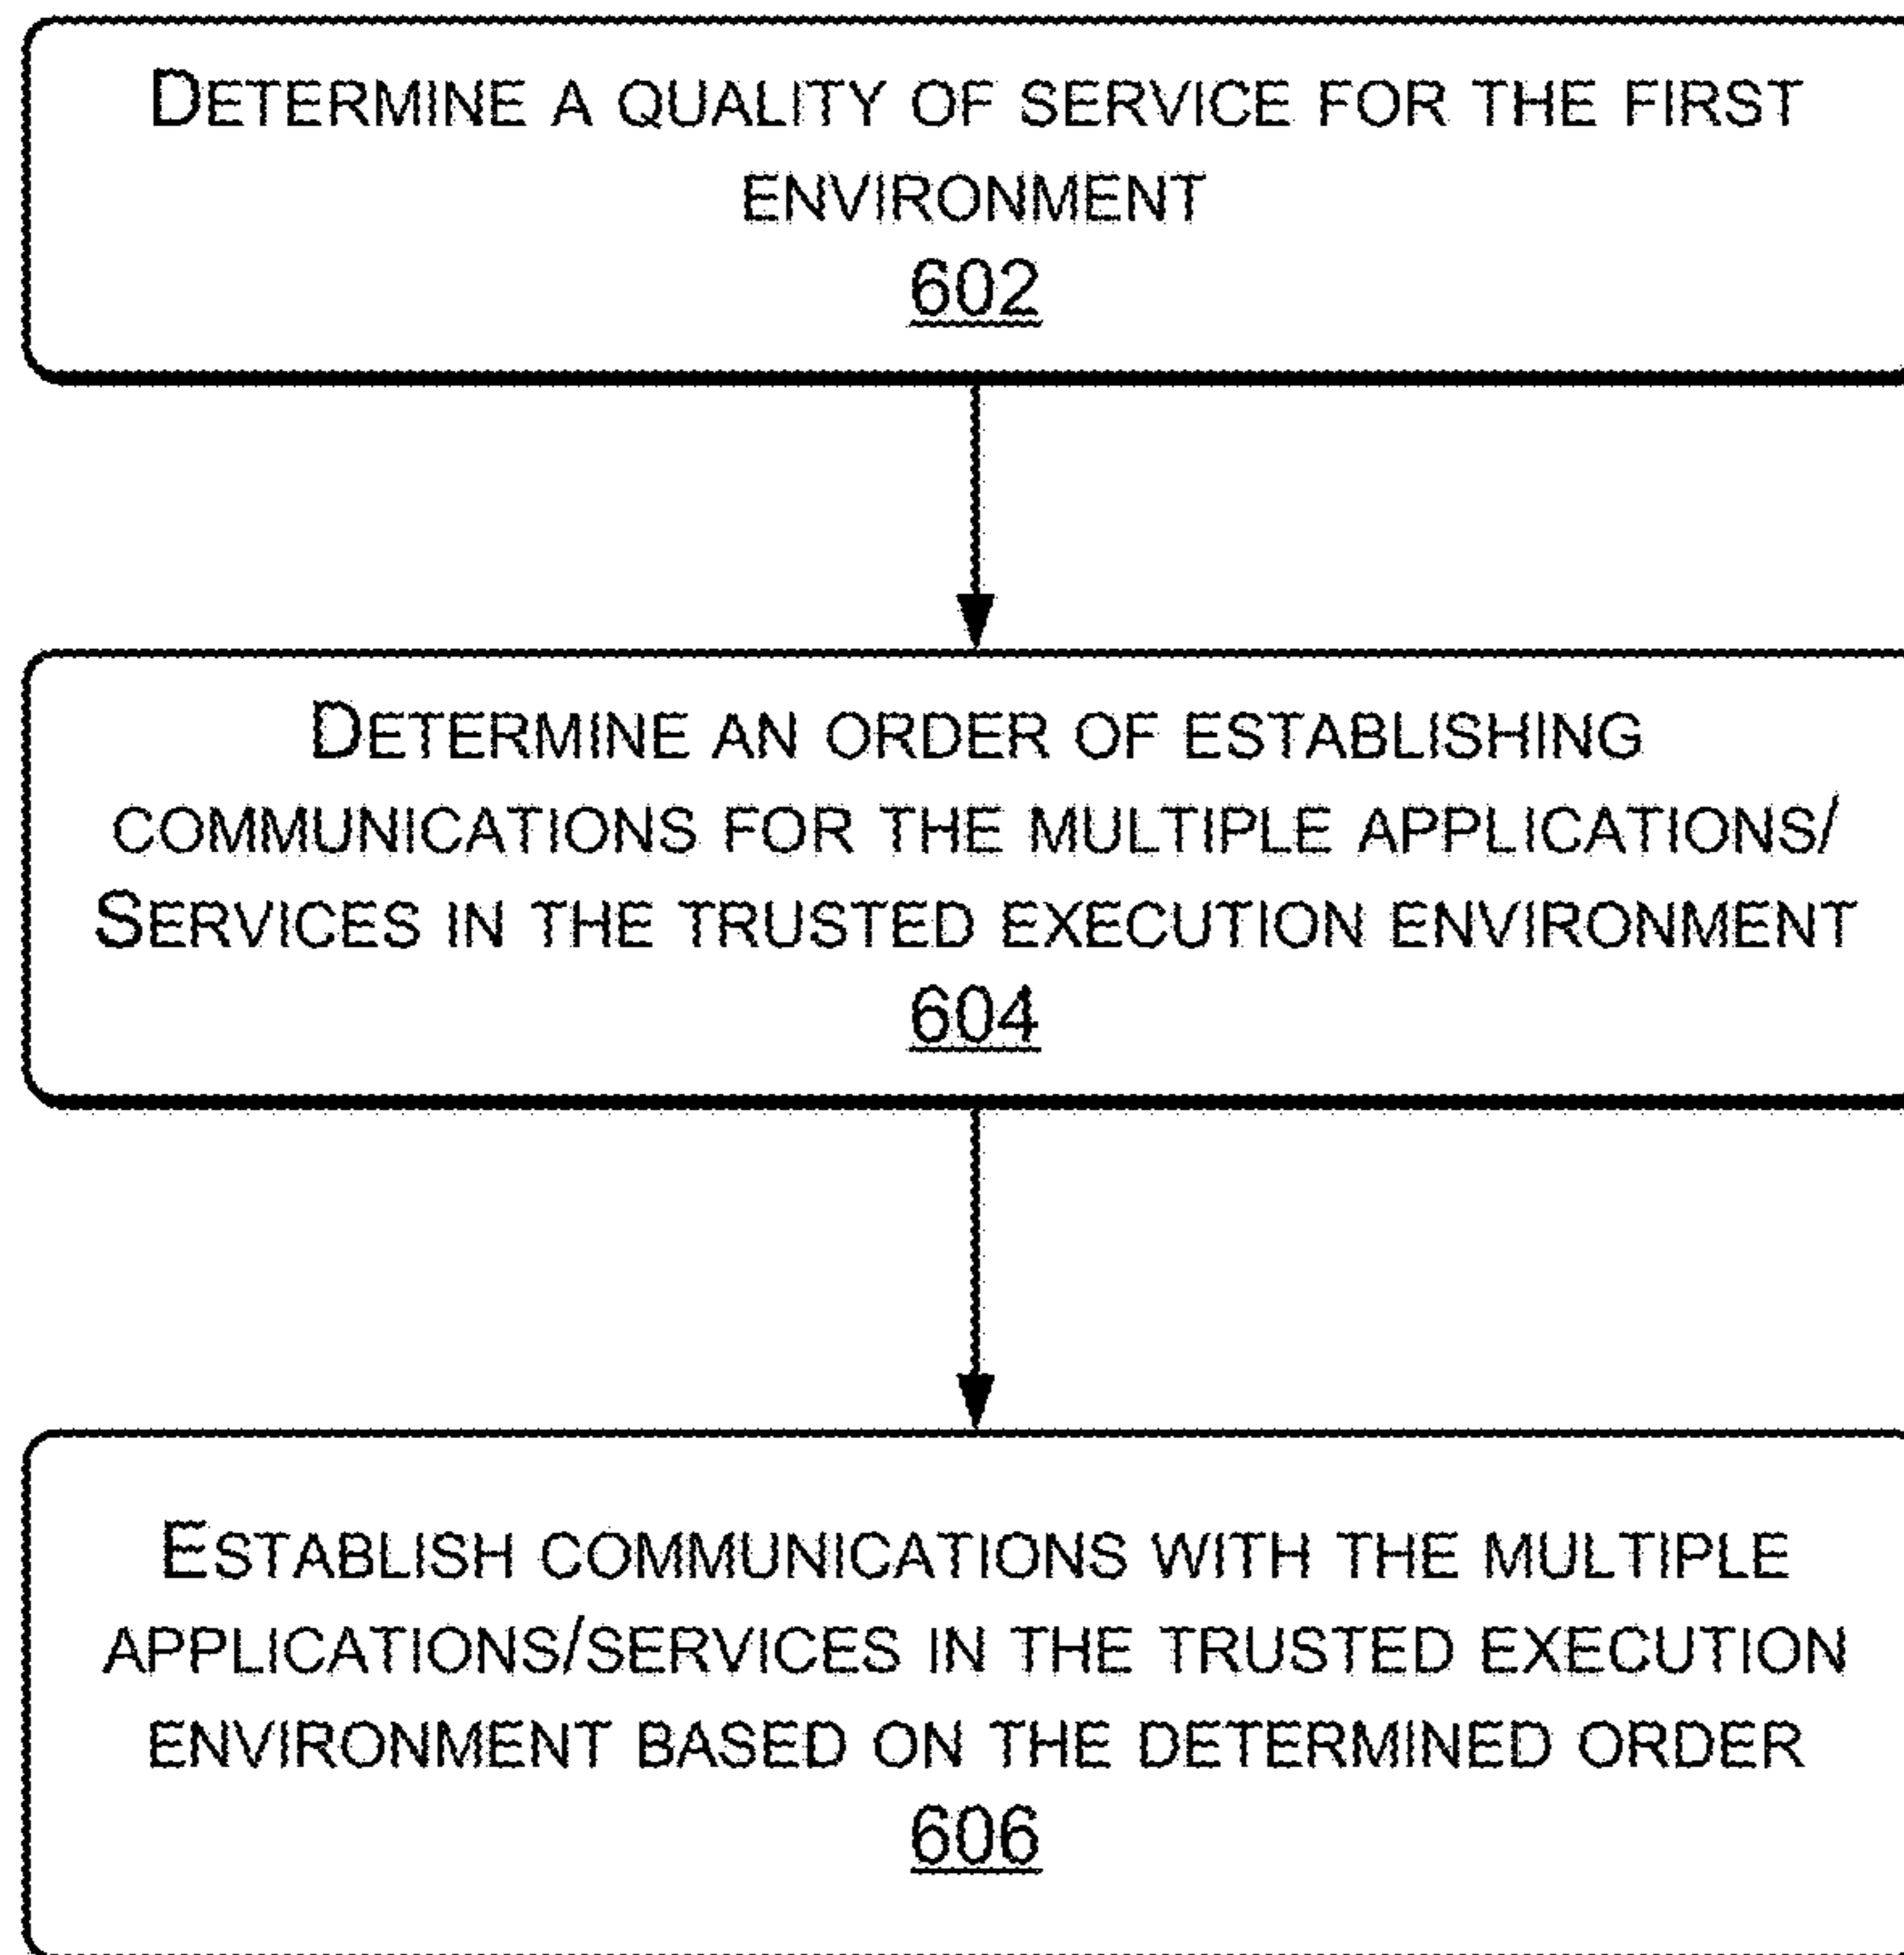 DETERMINE A QUALITY OF SERVICE FOR THE FIRST
ENVIRONMENT
602
DETERMINE AN ORDER OF ESTABLISHING
COMMUNICATIONS FOR THE MULTIPLE APPLICATIONS/
SERVICES IN THE TRUSTED EXECUTION ENVIRONMENT
604
ESTABLISH COMMUNICATIONS WITH THE MULTIPLE
APPLICATIONS/SERVICES IN THE TRUSTED EXECUTION
ENVIRONMENT BASED ON THE DETERMINED ORDER
606